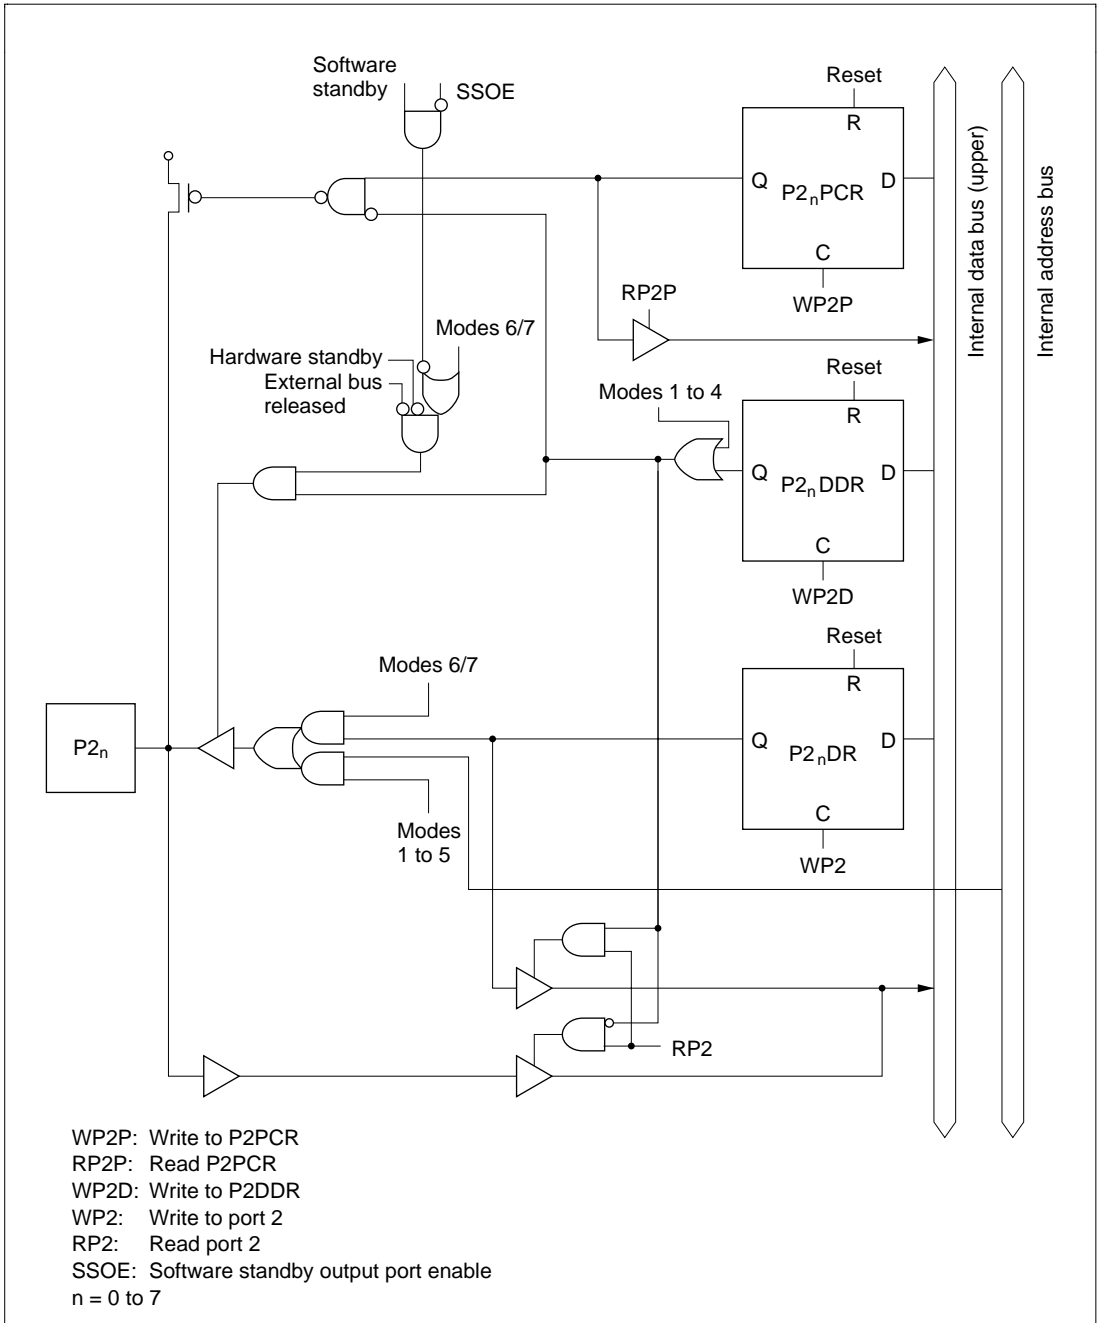 Software
standby
SSOE
Reset
R
Q
P2nPCR
D
C
WP2P
Internal data bus (upper)
Internal address bus
RP2P
Modes 6/7
Hardware standby
External bus
released
Modes 1 to 4
Reset
R
Q
P2nDDR
D
C
WP2D
Reset
R
Modes 6/7
P2n
Q
P2nDR
D
C
WP2
Modes
1 to 5
RP2
WP2P: Write to P2PCR
RP2P: Read P2PCR
WP2D: Write to P2DDR
WP2: Write to port 2
RP2: Read port 2
SSOE: Software standby output port enable
n = 0 to 7